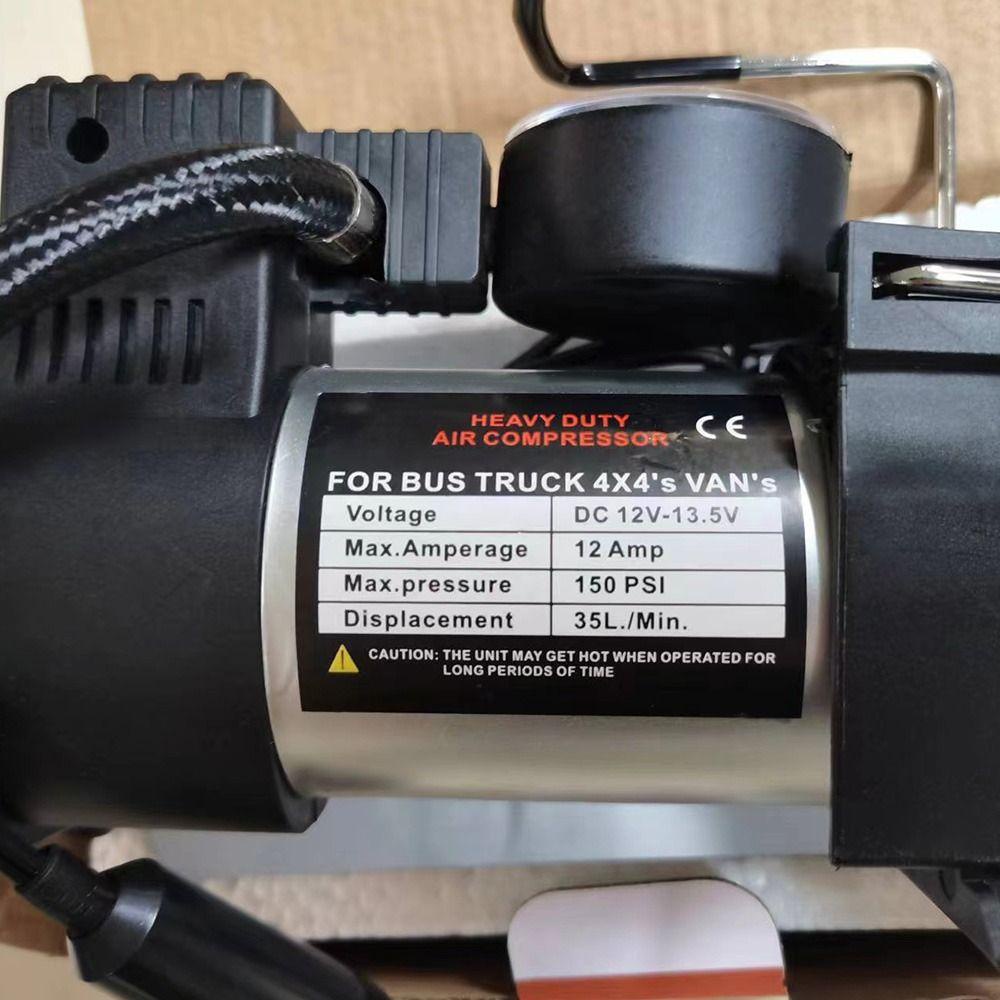 HEAVY DUTY
AIR COMPRESSOR
CE
FOR BUS TRUCK 4X4's VAN's
Voltage DC 12V-13.5V
Max.Amperage 12 Amp
Max.pressure 150 PSI
Displacement 35L./Min.
CAUTION: THE UNIT MAY GET HOT WHEN OPERATED FOR
LONG PERIODS OF TIME